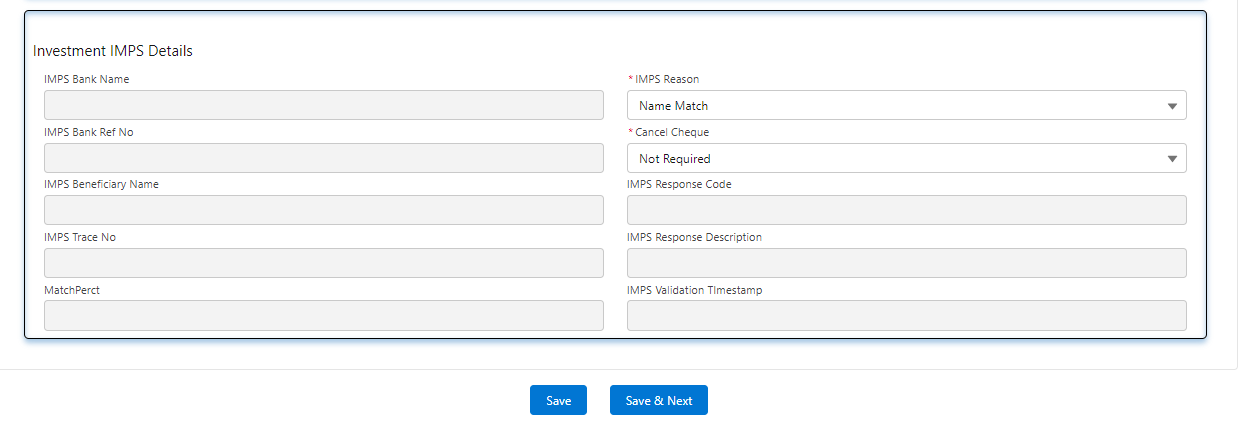 Investment IMPS Details
IMPS Bank Name
* IMPS Reason
Name Match
IMPS Bank Ref No
* Cancel Cheque
Not Required
IMPS Beneficiary Name
IMPS Response Code
IMPS Trace No
IMPS Response Description
MatchPerct
IMPS Validation TImestamp
Save
Save & Next